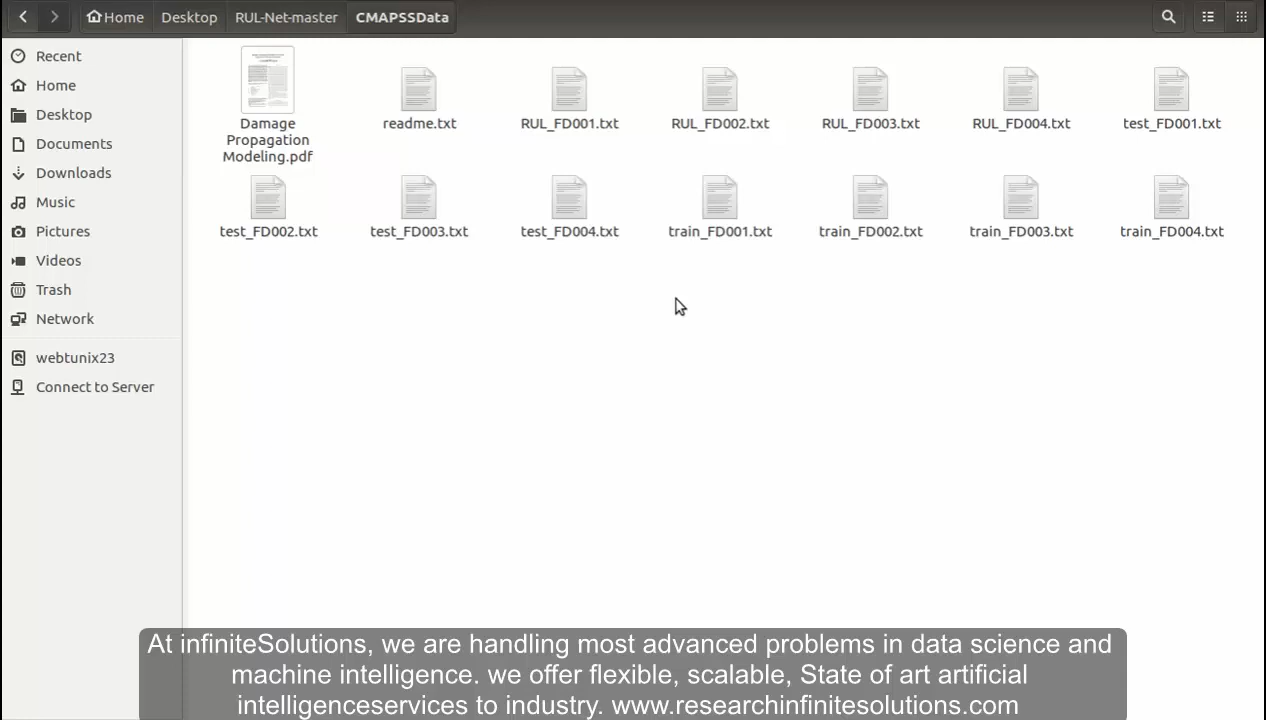 Home Desktop RUL-Net-master CMAPSSData
Recent
Home
Desktop
Documents
Downloads
Music
Pictures
Videos
Trash
Network
webtunix23
Connect to Server
Damage
Propagation
Modeling.pdf
readme.txt
RUL_FD001.txt
RUL_FD002.txt
RUL_FD003.txt
RUL_FD004.txt
test_FD001.txt
test_FD002.txt
test_FD003.txt
test_FD004.txt
train_FD001.txt
train_FD002.txt
train_FD003.txt
train_FD004.txt
At infiniteSolutions, we are handling most advanced problems in data science and
machine intelligence. we offer flexible, scalable, State of art artificial
intelligenceservices to industry. www.researchinfinitesolutions.com